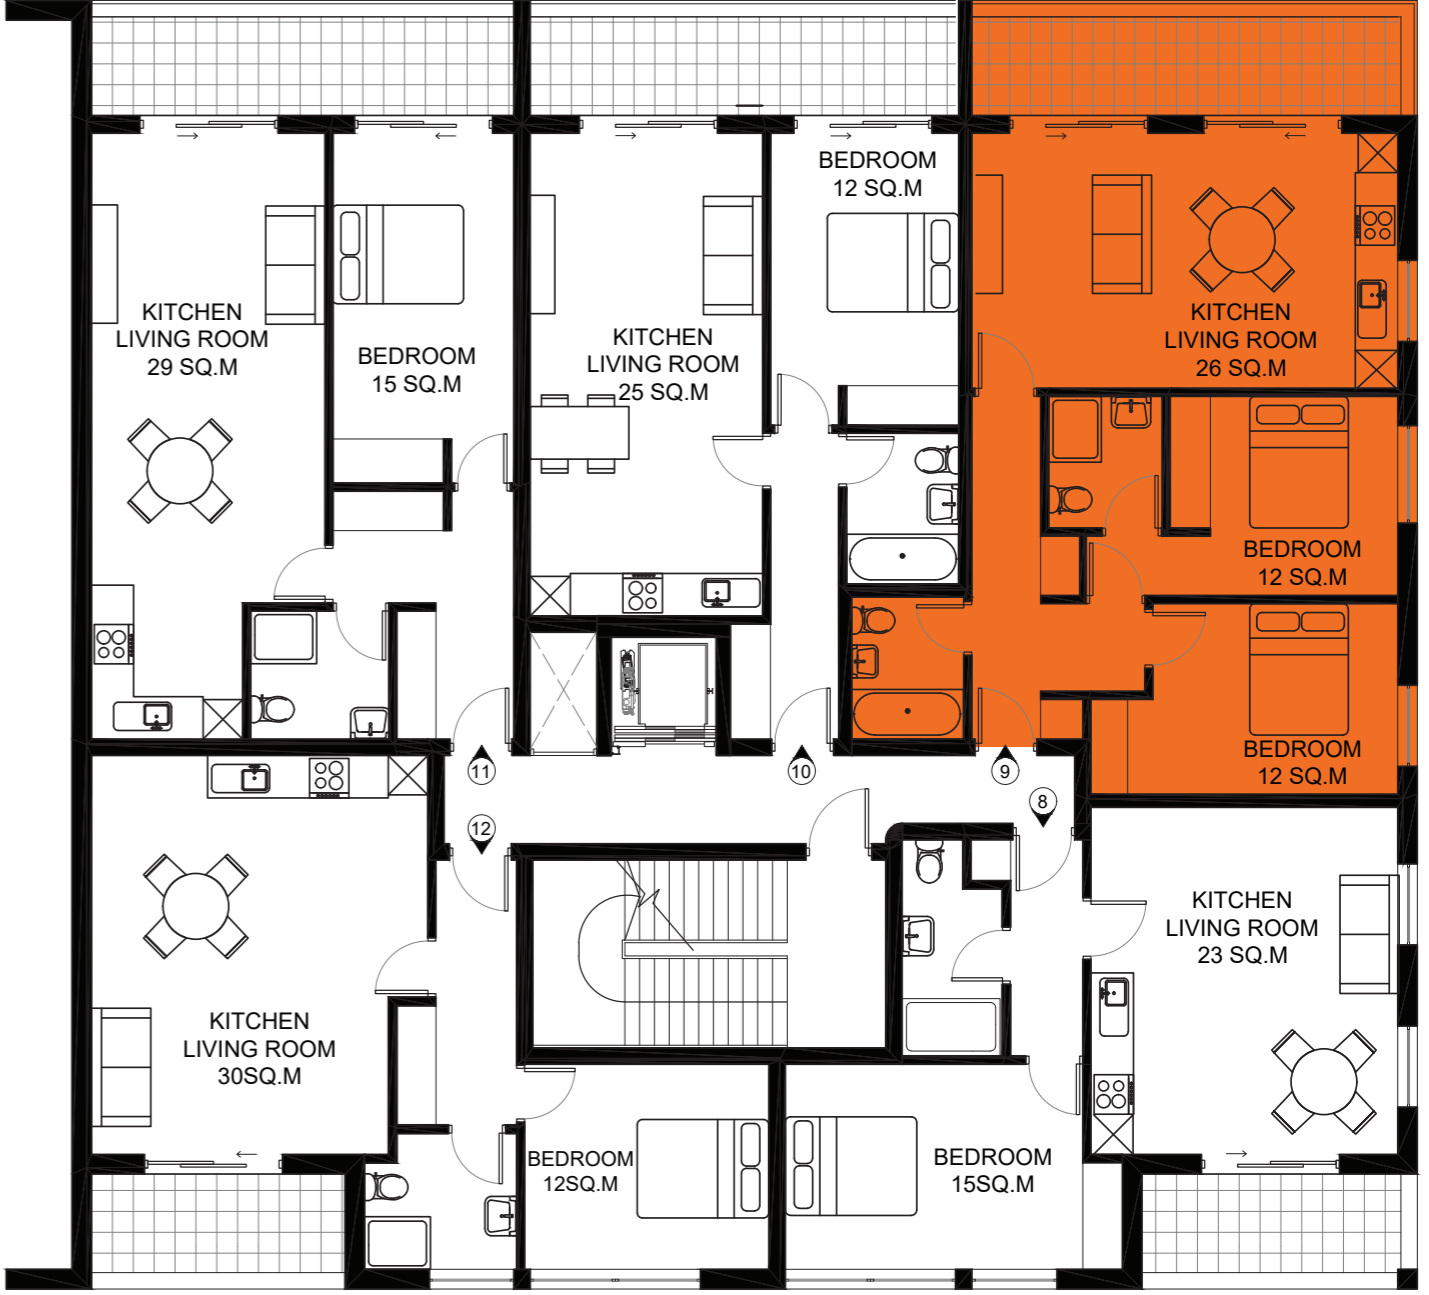 BEDROOM
12 SQ.M
KITCHEN
LIVING ROOM
29 SQ.M
BEDROOM
15 SQ.M
KITCHEN
LIVING ROOM
25 SQ.M
KITCHEN
LIVING ROOM
26 SQ.M
BEDROOM
12 SQ.M
BEDROOM
12 SQ.M
11
10
9
8
12
KITCHEN
LIVING ROOM
23 SQ.M
KITCHEN
LIVING ROOM
30SQ.M
BEDROOM
12SQ.M
BEDROOM
15SQ.M